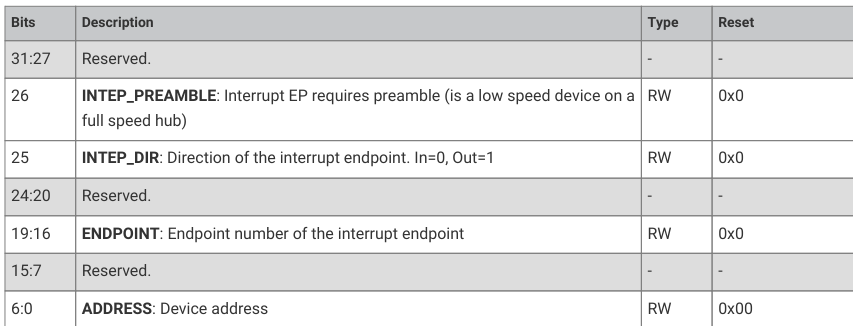 Bits Description Type Reset
31:27 Reserved. - -
26 INTEP_PREAMBLE: Interrupt EP requires preamble (is a low speed device on a RW 0x0
full speed hub)
25 INTEP_DIR: Direction of the interrupt endpoint. In=0, Out=1 RW 0x0
24:20 Reserved. - -
19:16 ENDPOINT: Endpoint number of the interrupt endpoint RW 0x0
15:7 Reserved. - -
6:0 ADDRESS: Device address RW 0x00